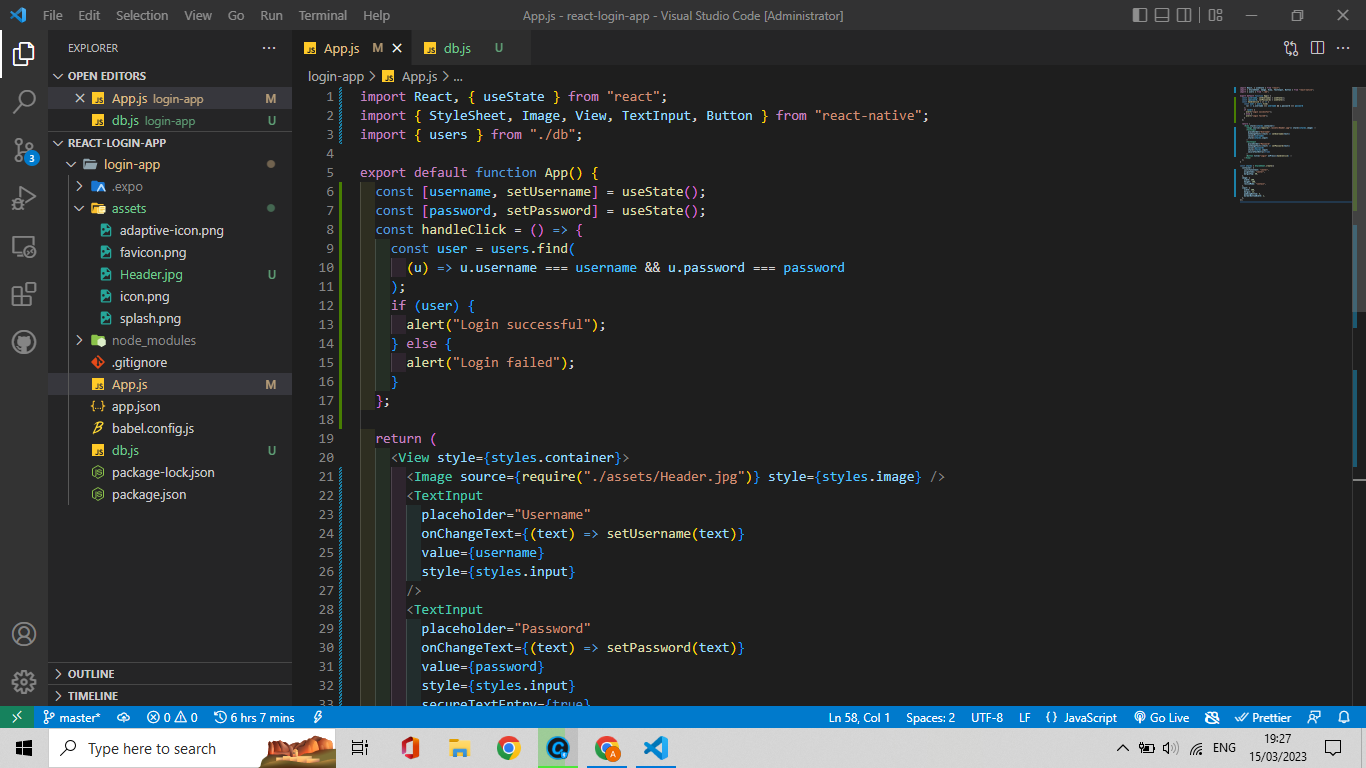 File Edit Selection View Go Run Terminal Help App.js - react-login-app - Visual Studio Code [Administrator]
EXPLORER ...
OPEN EDITORS
App.js login-app M
db.js login-app U
REACT-LOGIN-APP
login-app
.expo
assets
adaptive-icon.png
favicon.png
Header.jpg U
icon.png
splash.png
node_modules
.gitignore
App.js M
app.json
babel.config.js
db.js U
package-lock.json
package.json
OUTLINE
TIMELINE
3
App.js M db.js U
login-app > App.js > ...
1 import React, { useState } from "react";
2 import { StyleSheet, Image, View, TextInput, Button } from "react-native";
3 import { users } from "./db";
4
5 export default function App() {
6 const [username, setUsername] = useState();
7 const [password, setPassword] = useState();
8 const handleClick = () => {
9 const user = users.find(
10 (u) => u.username === username && u.password === password
11 );
12 if (user) {
13 alert("Login successful");
14 } else {
15 alert("Login failed");
16 }
17 };
18
19 return (
20 <View style={styles.container}>
21 <Image source={require("./assets/Header.jpg")} style={styles.image} />
22 <TextInput
23 placeholder="Username"
24 onChangeText={(text) => setUsername(text)}
25 value={username}
26 style={styles.input}
27 />
28 <TextInput
29 placeholder="Password"
30 onChangeText={(text) => setPassword(text)}
31 value={password}
32 style={styles.input}
33 secureTextEntry={true}
master* 0 0 6 hrs 7 mins Ln 58, Col 1 Spaces: 2 UTF-8 LF {} JavaScript Go Live Prettier
Type here to search ENG 19:27
15/03/2023